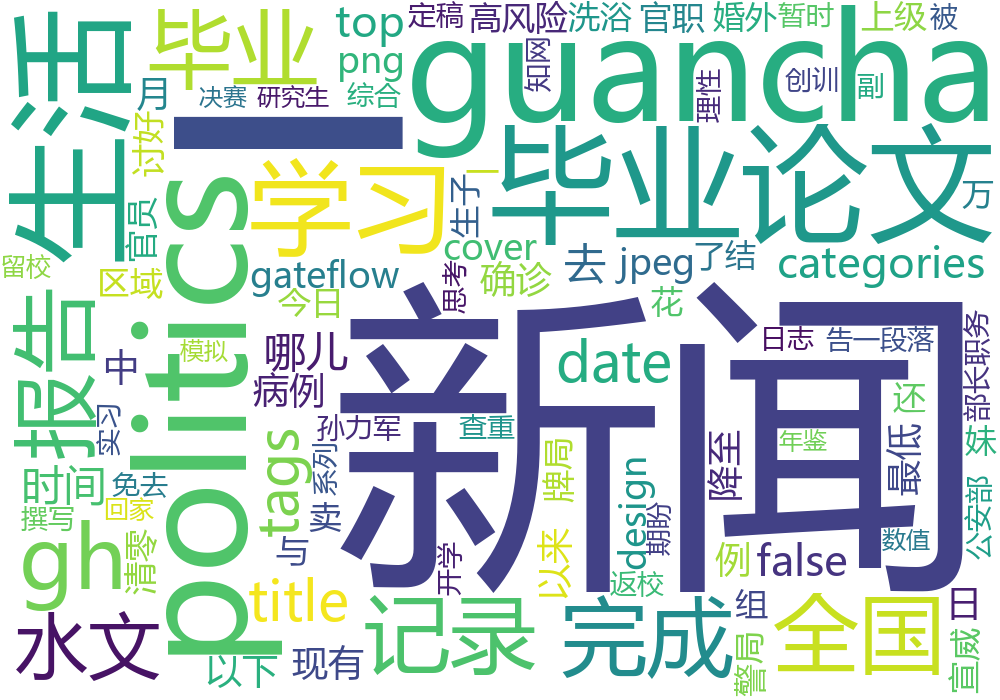 生活
毕业
top
png
定稿
高风险
洗浴
官职
婚外
暂时
上级
被
guancha
知网
理性
创训
副
月
决赛
研究生
综合
讨好
一
politics
学习
一
生子
毕业论文
万
官员
留校
区域
gateflow
今日
cover
思考
确诊
去
jpeg
了结
categories
花
报告
中
模拟
哪儿
病例
新闻
date
日志
告一段落
部长职务
还
妹
实习
孙力军
查重
年鉴
最低
tags
系列
牌局
降至
时间
免去
撰写
回家
卖
design
期盼
数值
公安部
gh
清零
与
开学
以来
返校
例
false
title
水文
记录
完成
组
全国
日
以下
现有
警局
宣威